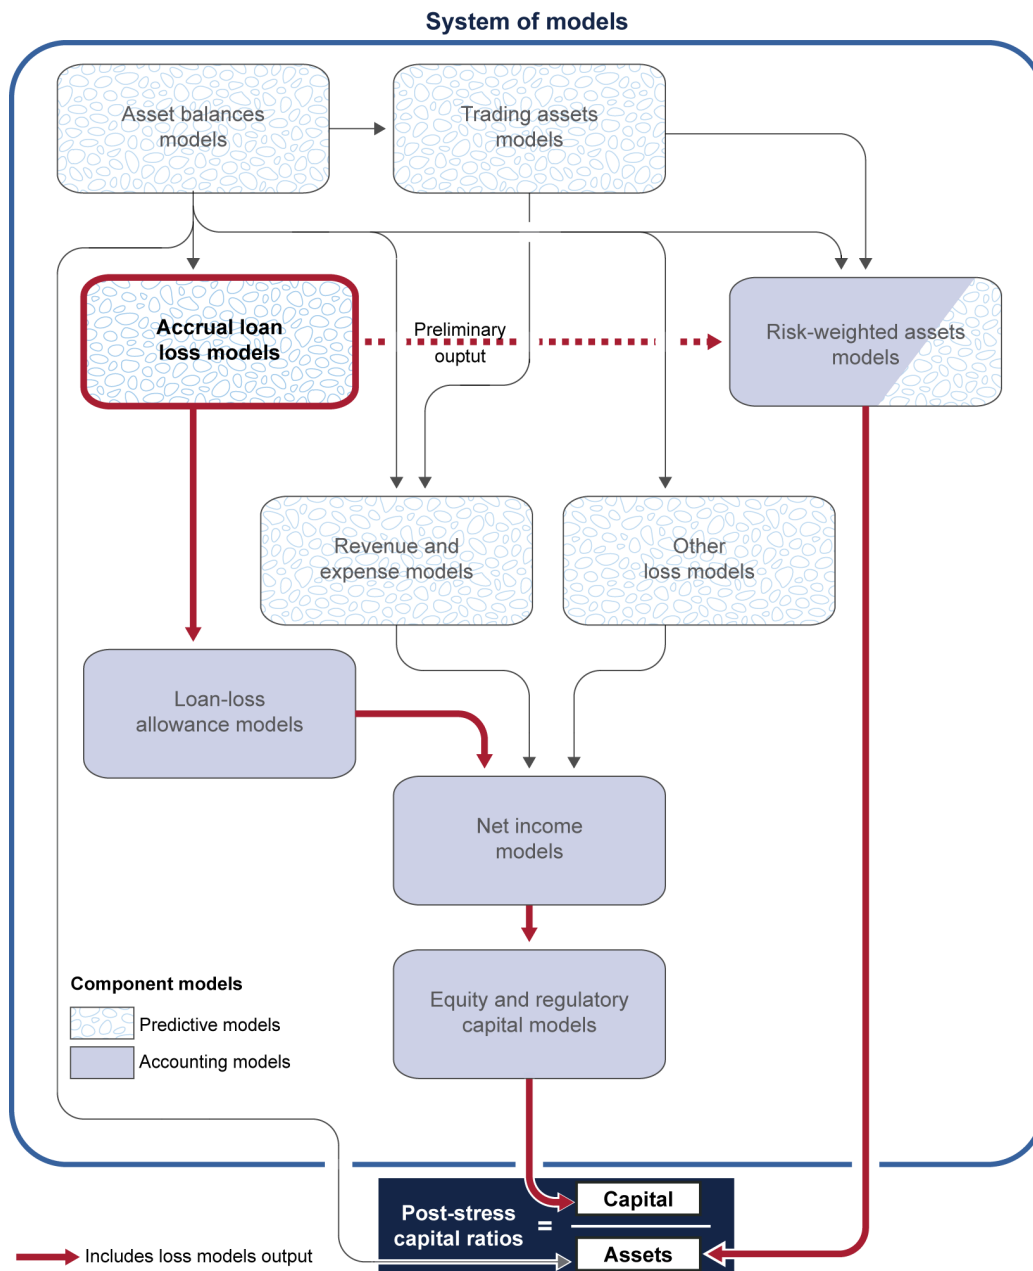 System of models
Asset balances
models
Trading assets
models
Accrual loan
loss models
Preliminary
ouptut
Risk-weighted assets
models
Revenue and
expense models
Other
loss models
Loan-loss
allowance models
Net income
models
Equity and regulatory
capital models
Component models
Predictive models
Accounting models
Post-stress
capital ratios
=
Capital
Assets
Includes loss models output